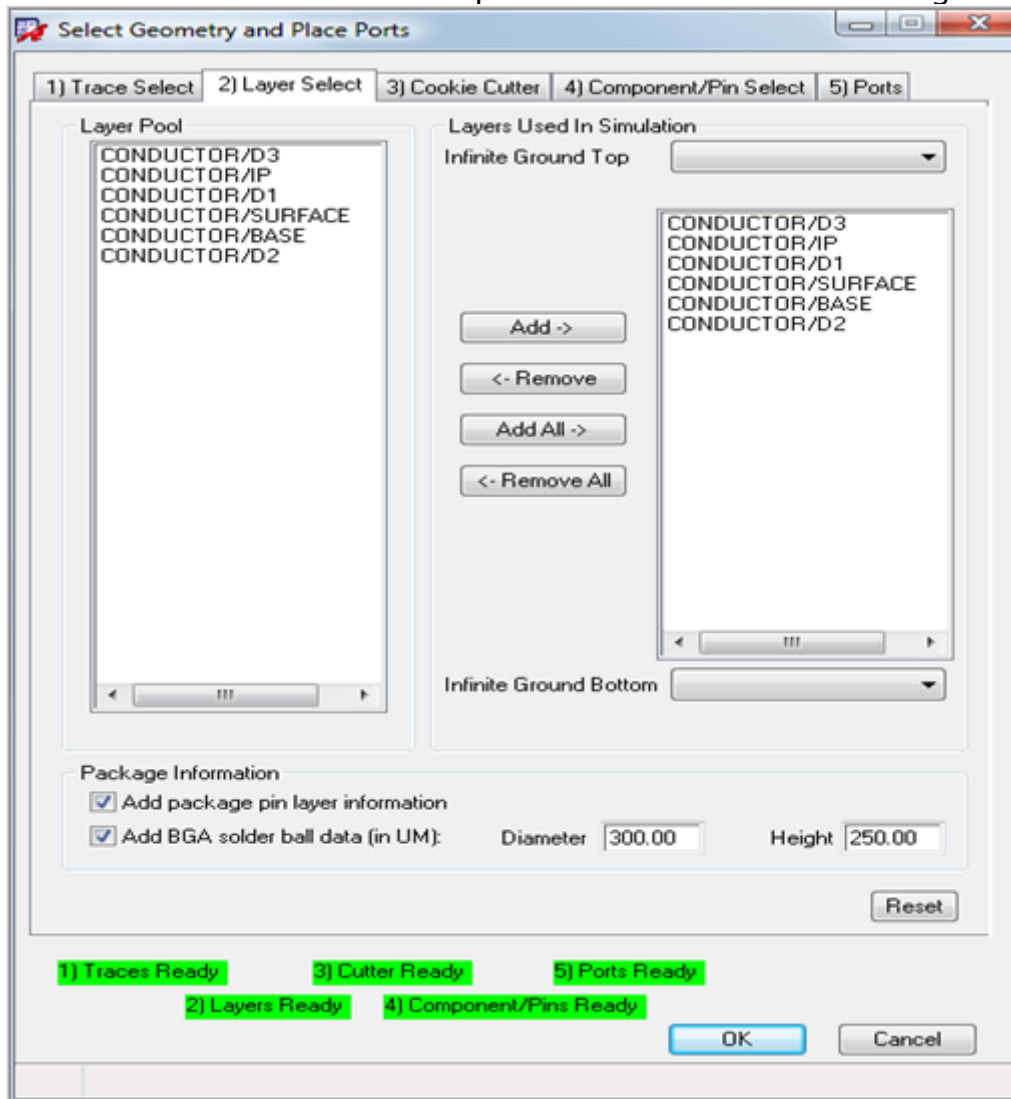 Select Geometry and Place Ports
1) Trace Select 2) Layer Select 3) Cookie Cutter 4) Component/Pin Select 5) Ports
Layer Pool
CONDUCTOR/D3
CONDUCTOR/IP
CONDUCTOR/D1
CONDUCTOR/SURFACE
CONDUCTOR/BASE
CONDUCTOR/D2
Layers Used In Simulation
Infinite Ground Top
CONDUCTOR/D3
CONDUCTOR/IP
CONDUCTOR/D1
CONDUCTOR/SURFACE
CONDUCTOR/BASE
CONDUCTOR/D2
Add ->
<- Remove
Add All ->
<- Remove All
Infinite Ground Bottom
Package Information
Add package pin layer information
Add BGA solder ball data (in UM): Diameter 300.00 Height 250.00
Reset
1) Traces Ready 3) Cutter Ready 5) Ports Ready
2) Layers Ready 4) Component/Pins Ready
OK Cancel